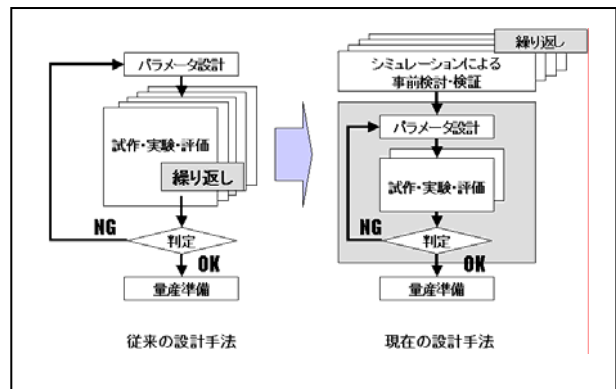 パラメータ設計
試作・実験・評価
繰り返し
NG
判定
OK
量産準備
従来の設計手法
繰り返し
シミュレーションによる
事前検討・検証
パラメータ設計
試作・実験・評価
NG
判定
OK
量産準備
現在の設計手法